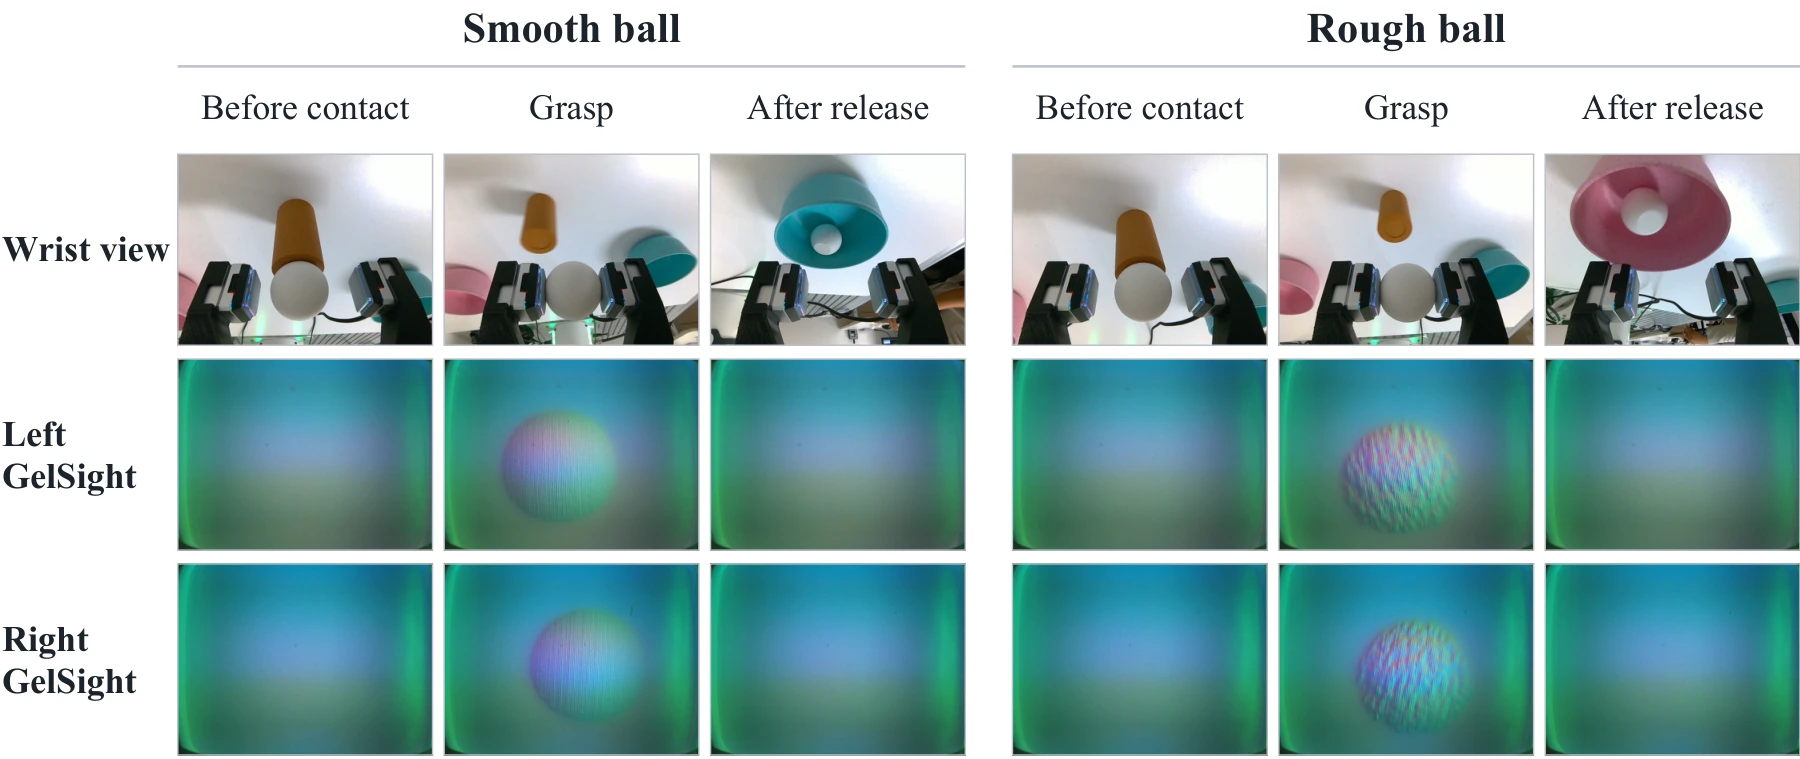 Smooth ball
Rough ball
Before contact
Grasp
After release
Before contact
Grasp
After release
Wrist view
Left
GelSight
Right
GelSight